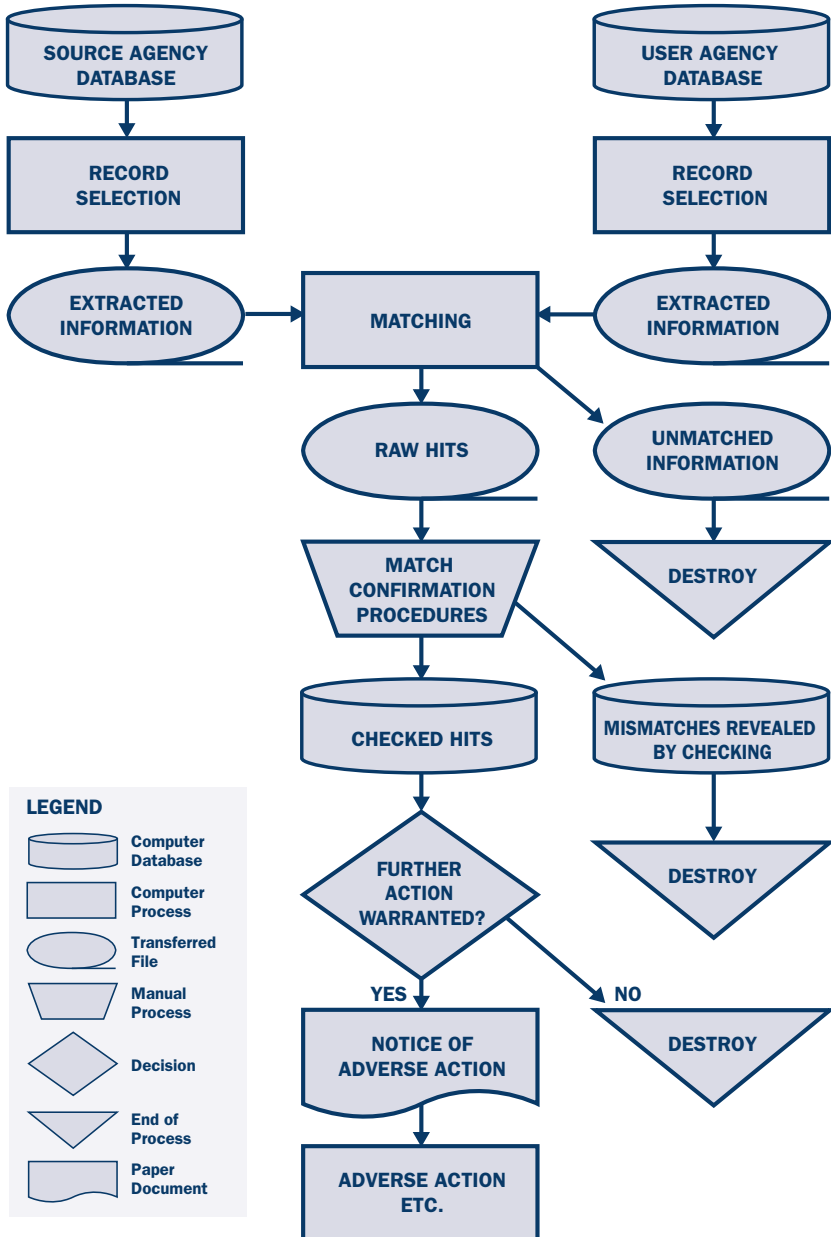 SOURCE AGENCY
DATABASE
USER AGENCY
DATABASE
RECORD
SELECTION
RECORD
SELECTION
EXTRACTED
INFORMATION
MATCHING
EXTRACTED
INFORMATION
RAW HITS
UNMATCHED
INFORMATION
MATCH
CONFIRMATION
PROCEDURES
DESTROY
CHECKED HITS
MISMATCHES REVEALED
BY CHECKING
FURTHER
ACTION
WARRANTED?
DESTROY
YES
NO
NOTICE OF
ADVERSE ACTION
DESTROY
ADVERSE ACTION
ETC.
LEGEND
Computer
Database
Computer
Process
Transferred
File
Manual
Process
Decision
End of
Process
Paper
Document